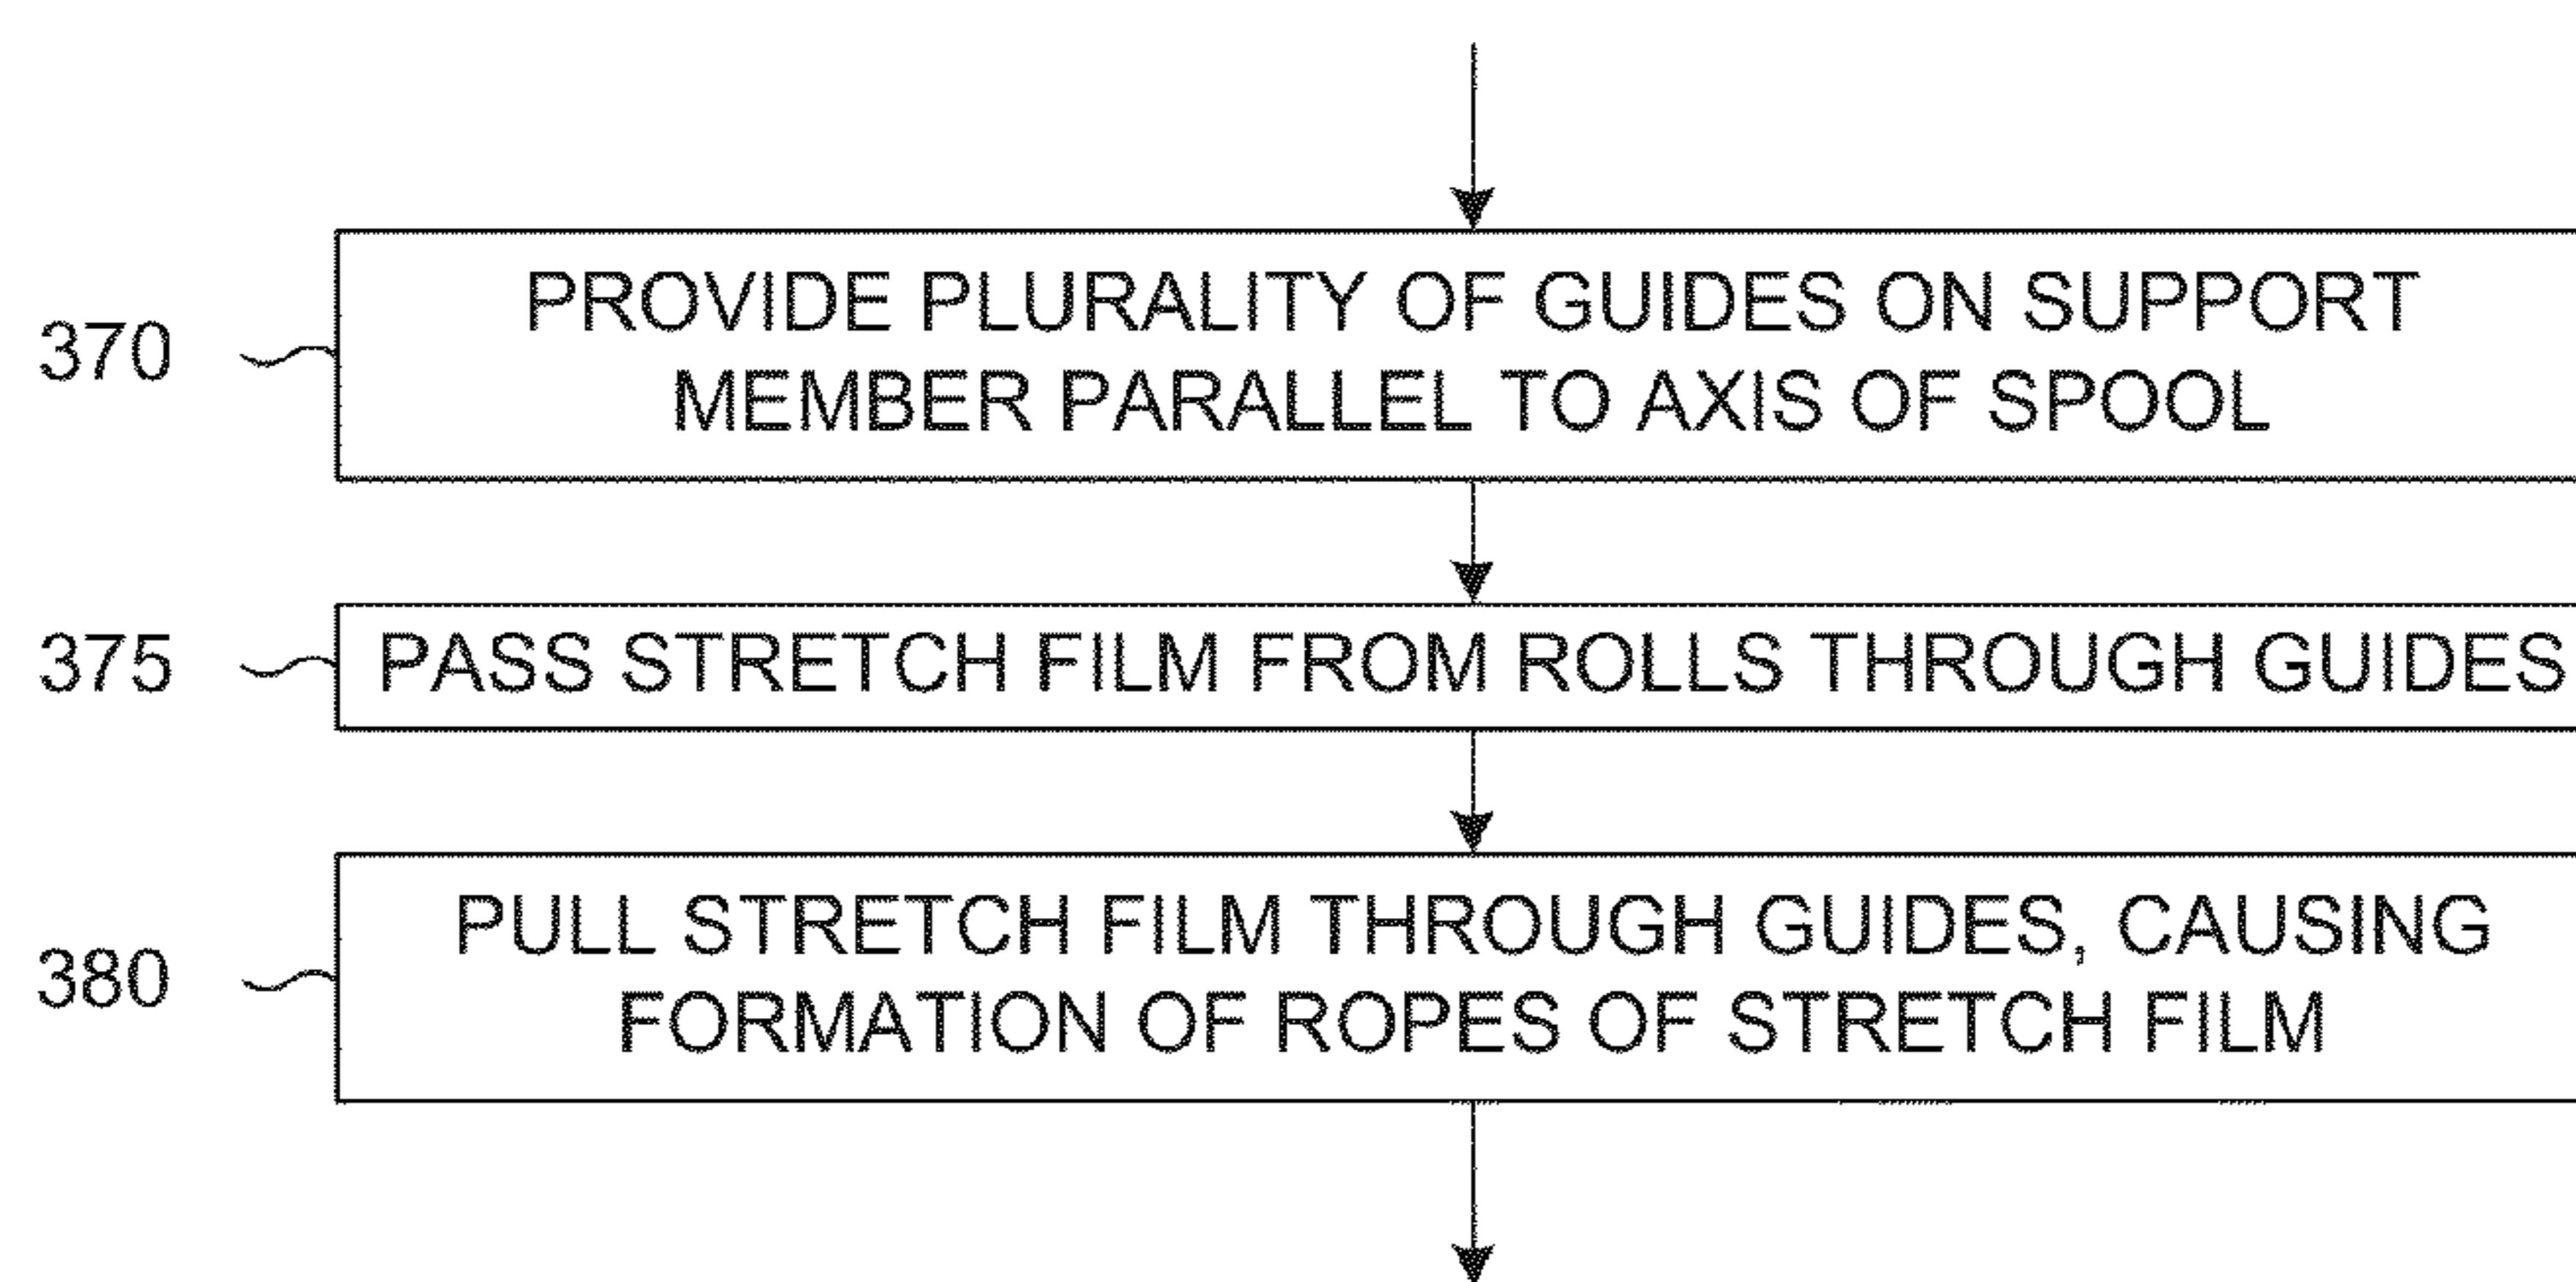 370
PROVIDE PLURALITY OF GUIDES ON SUPPORT
MEMBER PARALLEL TO AXIS OF SPOOL
375
PASS STRETCH FILM FROM ROLLS THROUGH GUIDES
380
PULL STRETCH FILM THROUGH GUIDES, CAUSING
FORMATION OF ROPES OF STRETCH FILM